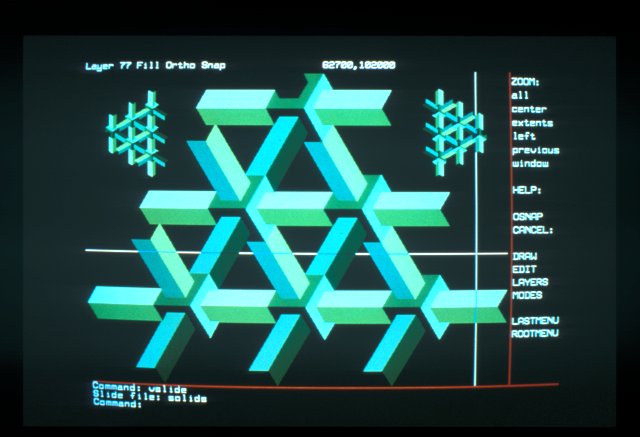 Layer 77 Fill Ortho Snap 62700,102000
ZOOM:
all
center
extents
left
previous
window
HELP:
OSNAP
CANCEL:
DRAW
EDIT
LAYERS
MODES
LASTMENU
ROOTMENU
Command: vslide
Slide file: solids
Command: